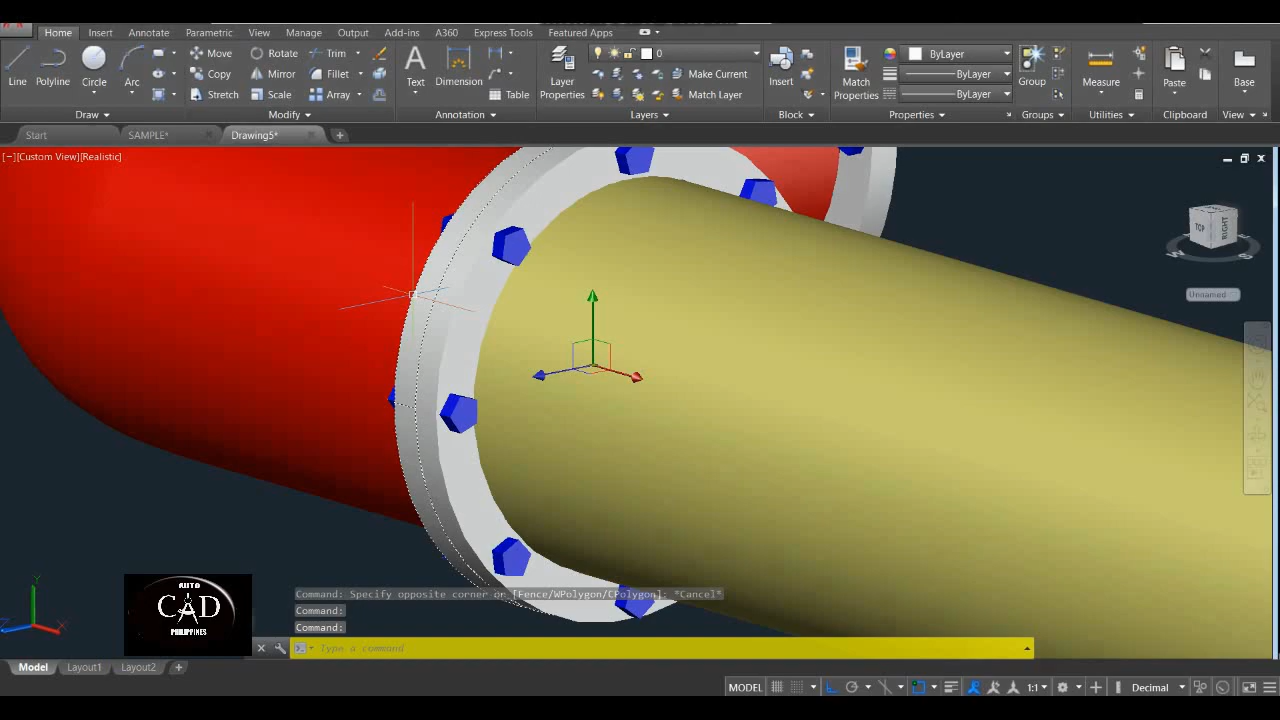 Home Insert Annotate Parametric View Manage Output Add-ins A360 Express Tools Featured Apps
Line Polyline Circle Arc
Move Rotate Trim
Copy Mirror Fillet
Stretch Scale Array
Text Dimension Table
Layer Properties
0
Make Current
Match Layer
Insert
Match Properties
ByLayer
ByLayer
ByLayer
Group
Measure
Paste
Base
Draw Modify Annotation Layers Block Properties Groups Utilities Clipboard View
Start SAMPLE* Drawing5*
[−][Custom View][Realistic]
TOP RIGHT
Unnamed
Y
X
Z
AUTO
CAD
PHILIPPINES
Command: Specify opposite corner or [Fence/WPolygon/CPolygon]: *Cancel*
Command:
Command:
Type a command
Model Layout1 Layout2
MODEL 1:1 Decimal